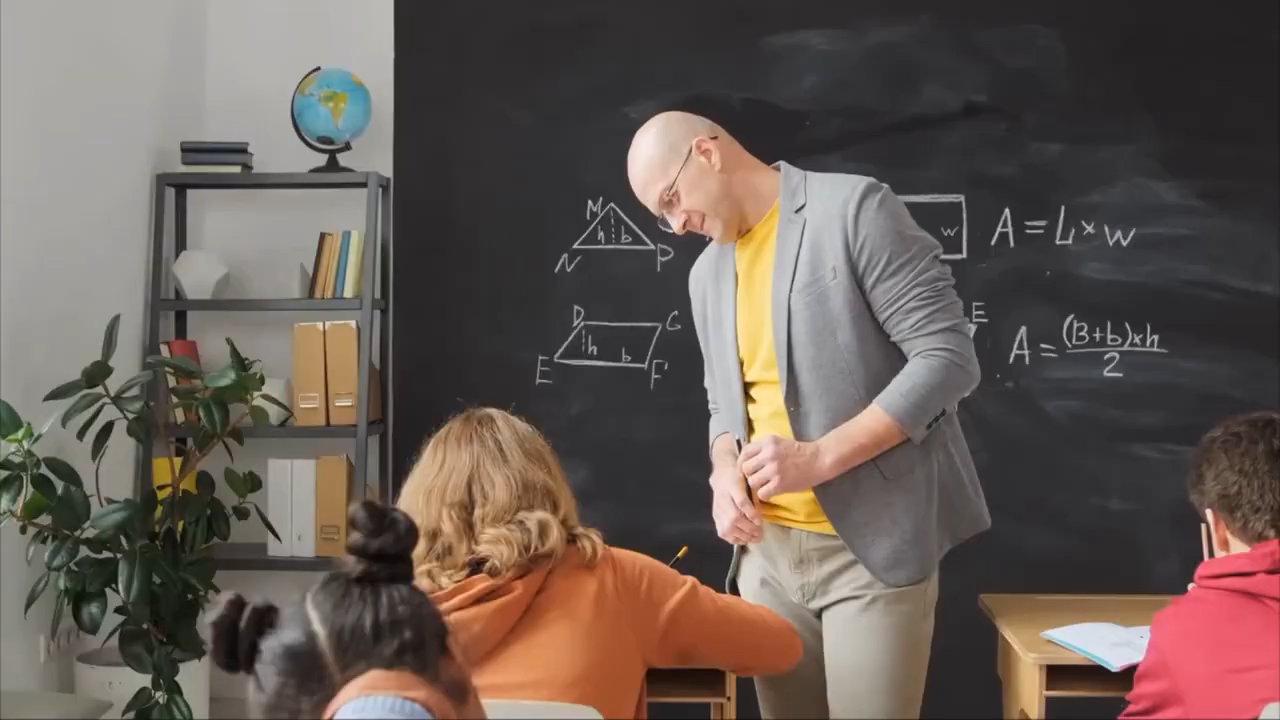 M
h b
N P
w
A = L × w
D G
h b
E F
E
A = (B+b)×h
2